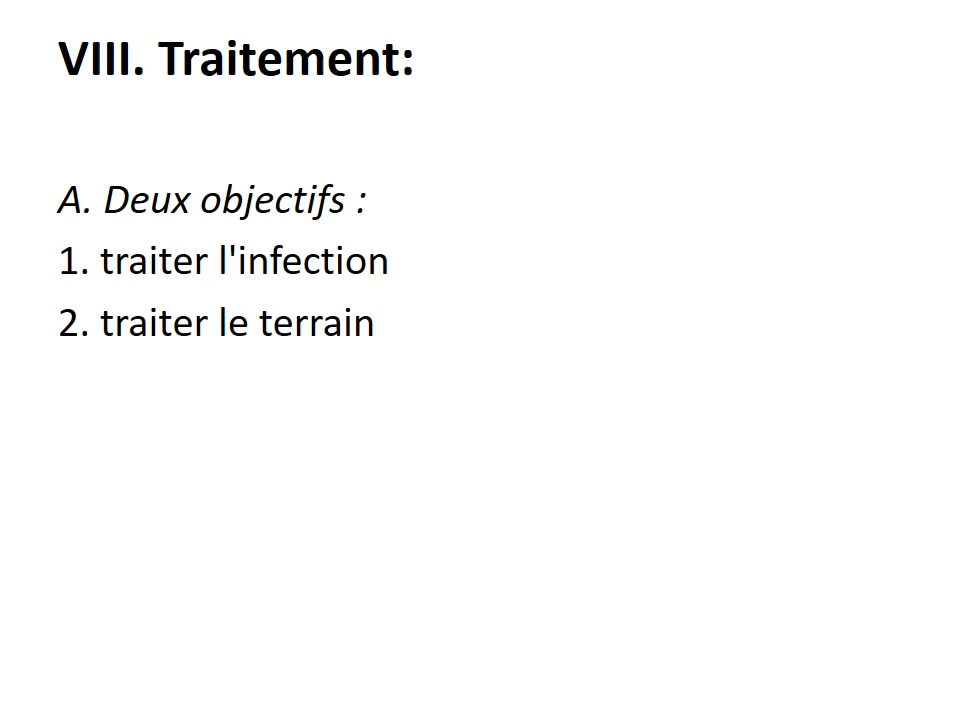 VIII. Traitement:
A. Deux objectifs :
1. traiter l'infection
2. traiter le terrain